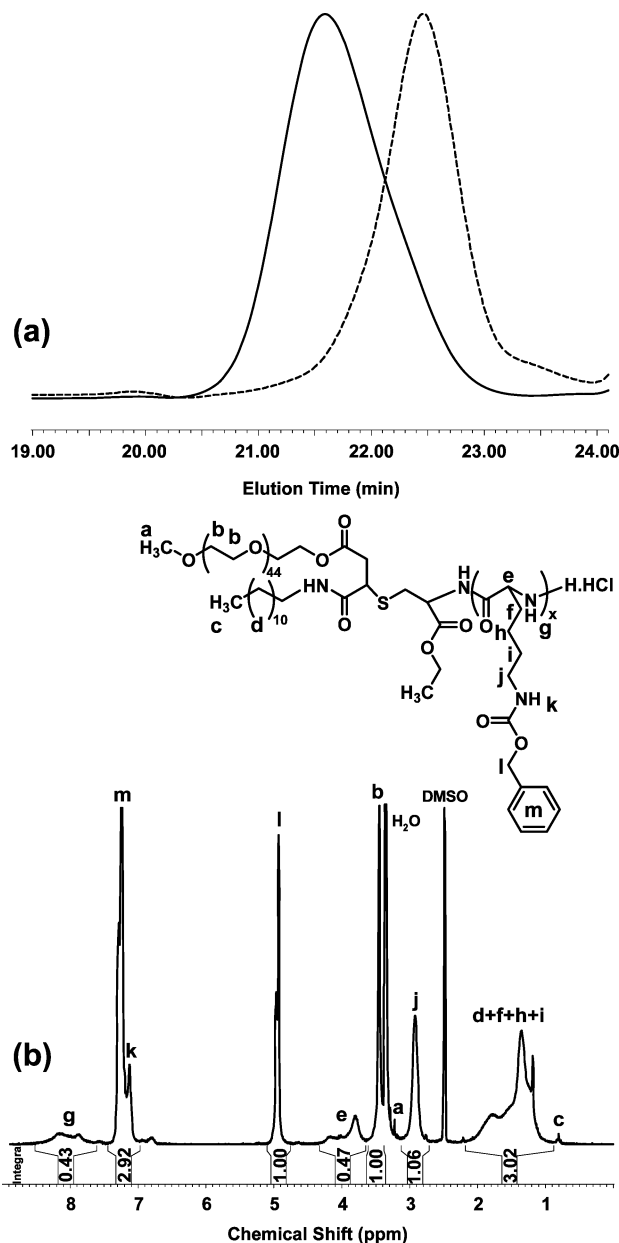 (a)
19.00 20.00 21.00 22.00 23.00 24.00
Elution Time (min)
a
H3C O ( b b O ) 44 O O O
H3C ( ) 10 HN O S O O H N ( e O N H ) x H.HCl
c d f g
h
i
H3C j
NH k
O O
l
m
m
l
b
H2O
DMSO
k
j
d+f+h+i
(b)
g
e
a
c
Integral
0.43 2.92 1.00 0.47 1.00 1.06 3.02
8 7 6 5 4 3 2 1
Chemical Shift (ppm)